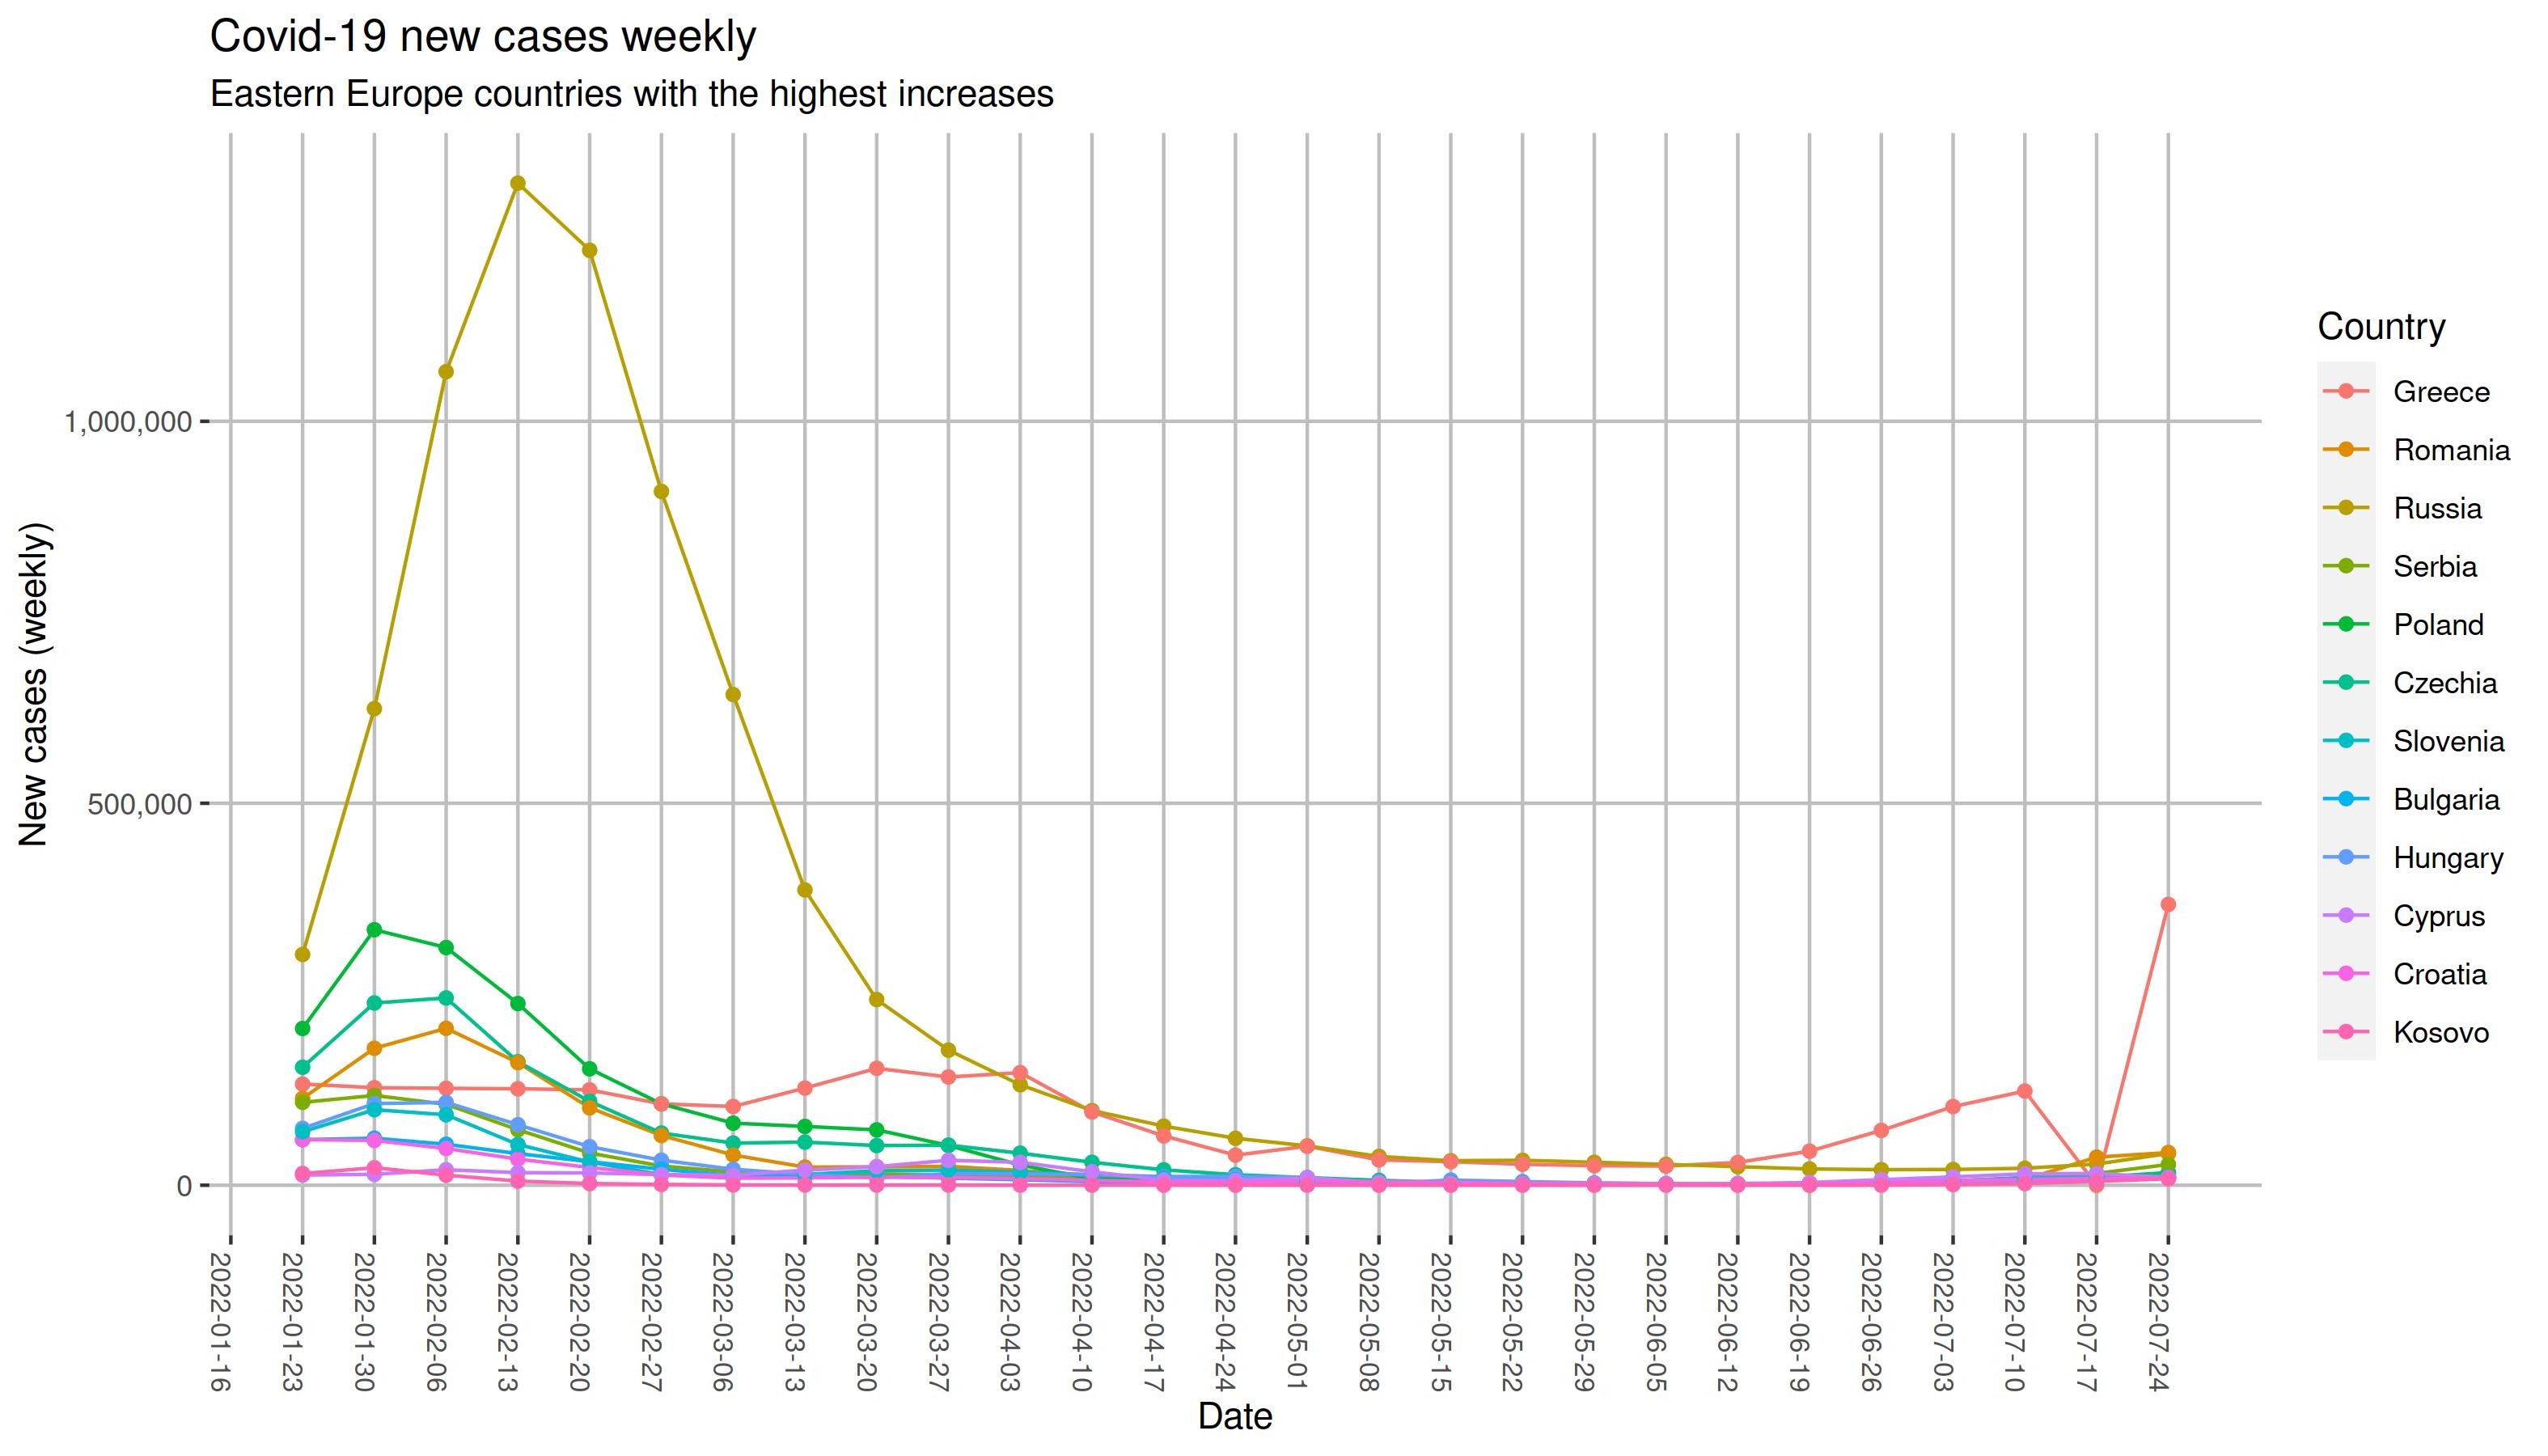 Covid-19 new cases weekly
Eastern Europe countries with the highest increases
New cases (weekly)
1,000,000
500,000
0
2022-01-16
2022-01-23
2022-01-30
2022-02-06
2022-02-13
2022-02-20
2022-02-27
2022-03-06
2022-03-13
2022-03-20
2022-03-27
2022-04-03
2022-04-10
2022-04-17
2022-04-24
2022-05-01
2022-05-08
2022-05-15
2022-05-22
2022-05-29
2022-06-05
2022-06-12
2022-06-19
2022-06-26
2022-07-03
2022-07-10
2022-07-17
2022-07-24
Date
Country
Greece
Romania
Russia
Serbia
Poland
Czechia
Slovenia
Bulgaria
Hungary
Cyprus
Croatia
Kosovo